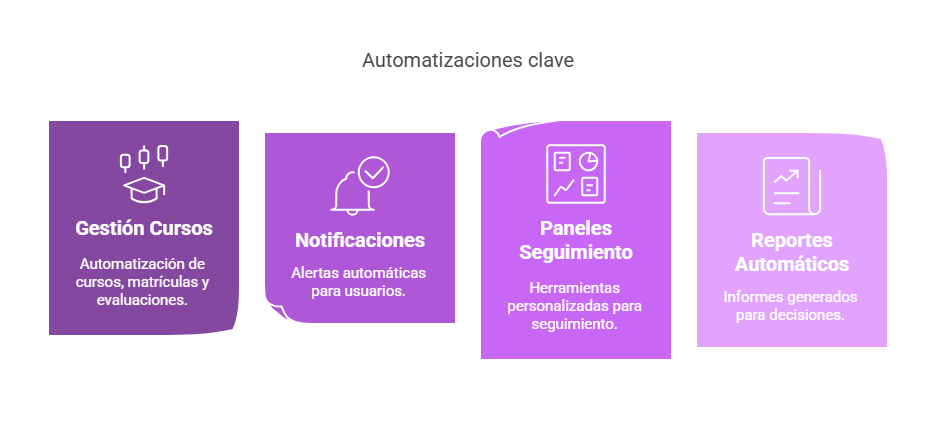 Automatizaciones clave
Gestión Cursos
Automatización de
cursos, matrículas y
evaluaciones.
Notificaciones
Alertas automáticas
para usuarios.
Paneles
Seguimiento
Herramientas
personalizadas para
seguimiento.
Reportes
Automáticos
Informes generados
para decisiones.